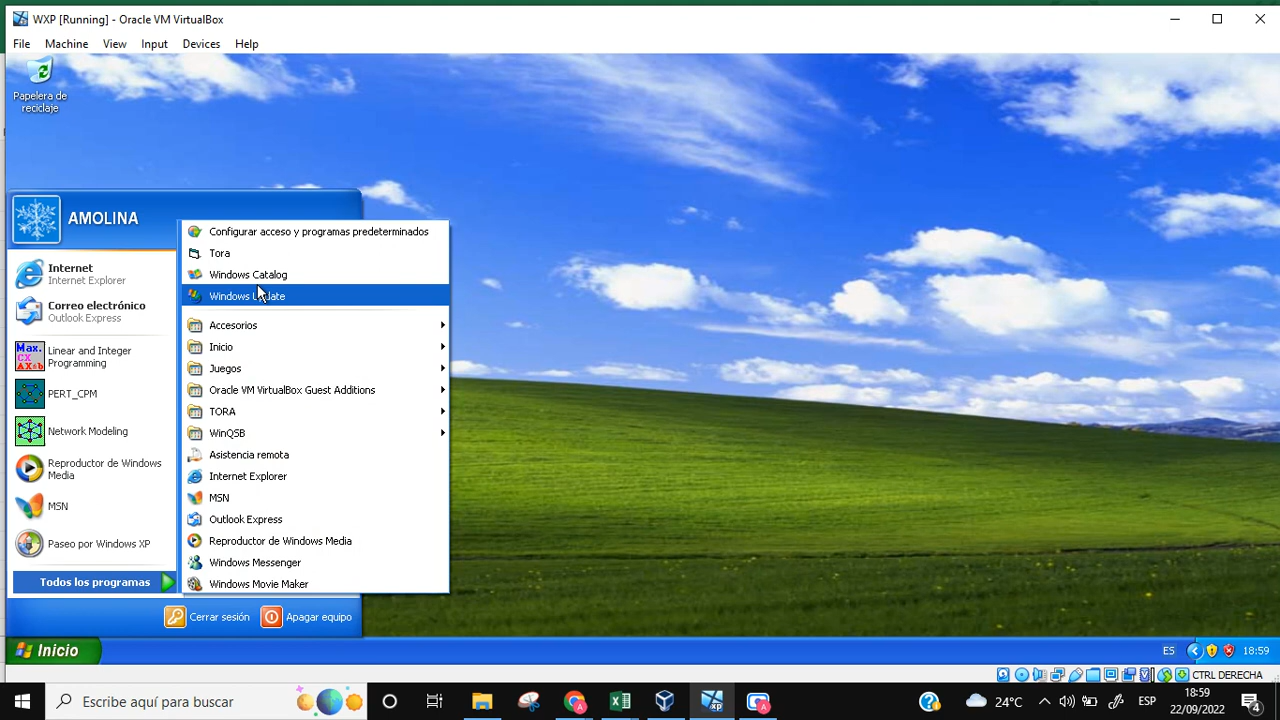 WXP [Running] - Oracle VM VirtualBox
File Machine View Input Devices Help
Papelera de
reciclaje
AMOLINA
Internet
Internet Explorer
Correo electrónico
Outlook Express
Max.
CX
AX≤b
Linear and Integer
Programming
PERT_CPM
Network Modeling
Reproductor de Windows
Media
MSN
Paseo por Windows XP
Todos los programas
Configurar acceso y programas predeterminados
Tora
Windows Catalog
Windows Update
Accesorios
Inicio
Juegos
Oracle VM VirtualBox Guest Additions
TORA
WinQSB
Asistencia remota
Internet Explorer
MSN
Outlook Express
Reproductor de Windows Media
Windows Messenger
Windows Movie Maker
Cerrar sesión Apagar equipo
Inicio ES 18:59
CTRL DERECHA
Escribe aquí para buscar 24°C ESP
18:59
22/09/2022
4